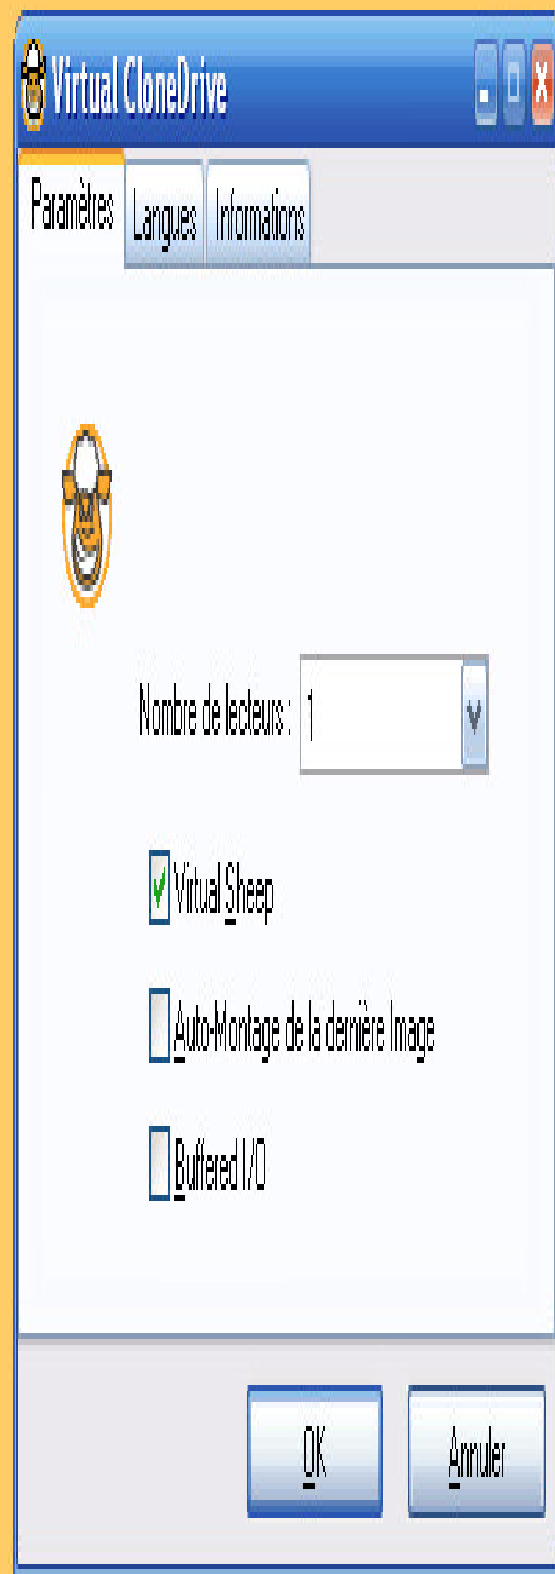 Virtual CloneDrive
Paramètres Langues Informations
Nombre de lecteurs : 1
Virtual Sheep
Auto-Montage de la dernière Image
Buffered I/O
OK Annuler